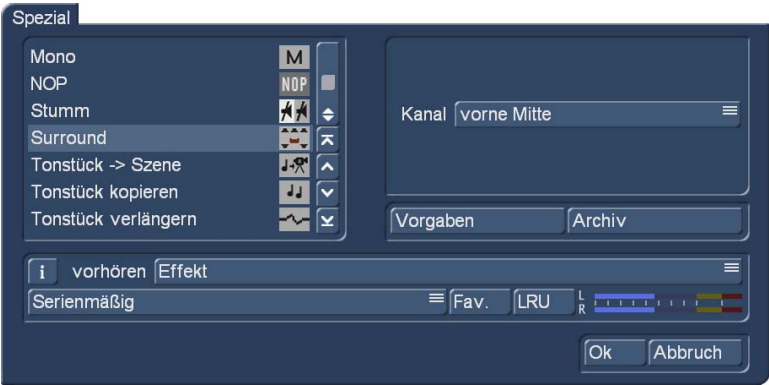 Spezial
Mono M
NOP NOP
Stumm
Surround
Tonstück -> Szene
Tonstück kopieren
Tonstück verlängern
Kanal vorne Mitte
Vorgaben Archiv
i vorhören Effekt
Serienmäßig Fav. LRU L
R
Ok Abbruch